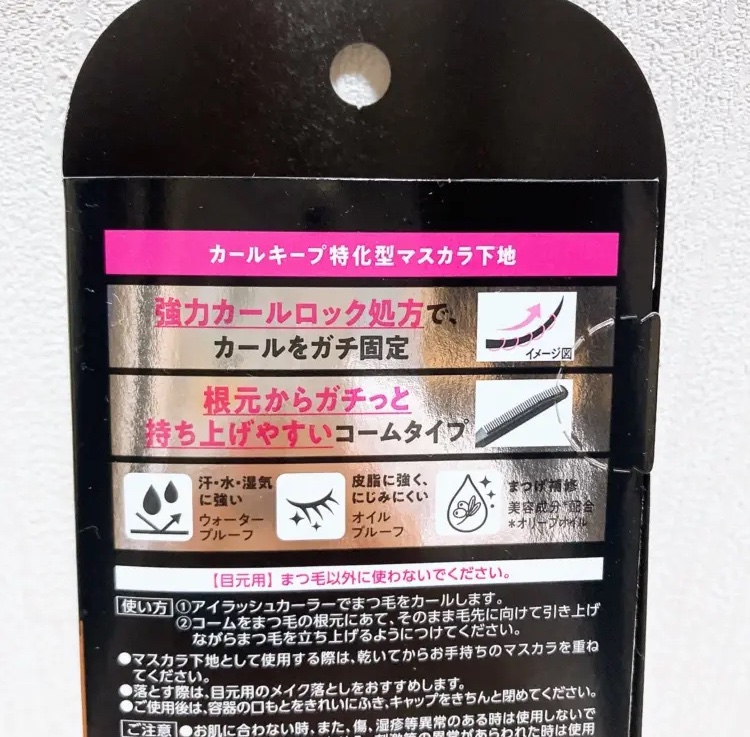 カールキープ特化型マスカラ下地
強力カールロック処方で、
カールをガチ固定
イメージ図
根元からガチっと
持ち上げやすいコームタイプ
汗・水・湿気
に強い
ウォーター
プルーフ
皮脂に強く、
にじみにくい
オイル
プルーフ
まつげ補修
美容成分*配合
*オリーブオイル
【目元用】まつ毛以外に使わないでください。
使い方 ①アイラッシュカーラーでまつ毛をカールします。
②コームをまつ毛の根元にあて、そのまま毛先に向けて引き上げ
ながらまつ毛を立ち上げるようにつけてください。
●マスカラ下地として使用する際は、乾いてからお手持ちのマスカラを重ね
てください。
●落とす際は、目元用のメイク落としをおすすめします。
●ご使用後は、容器の口もとをきれいにふき、キャップをきちんと閉めてください。
ご注意 ●お肌に合わない時、また、傷、湿疹等異常のある時は使用しないで
刺激等の異常があらわれた時は使用